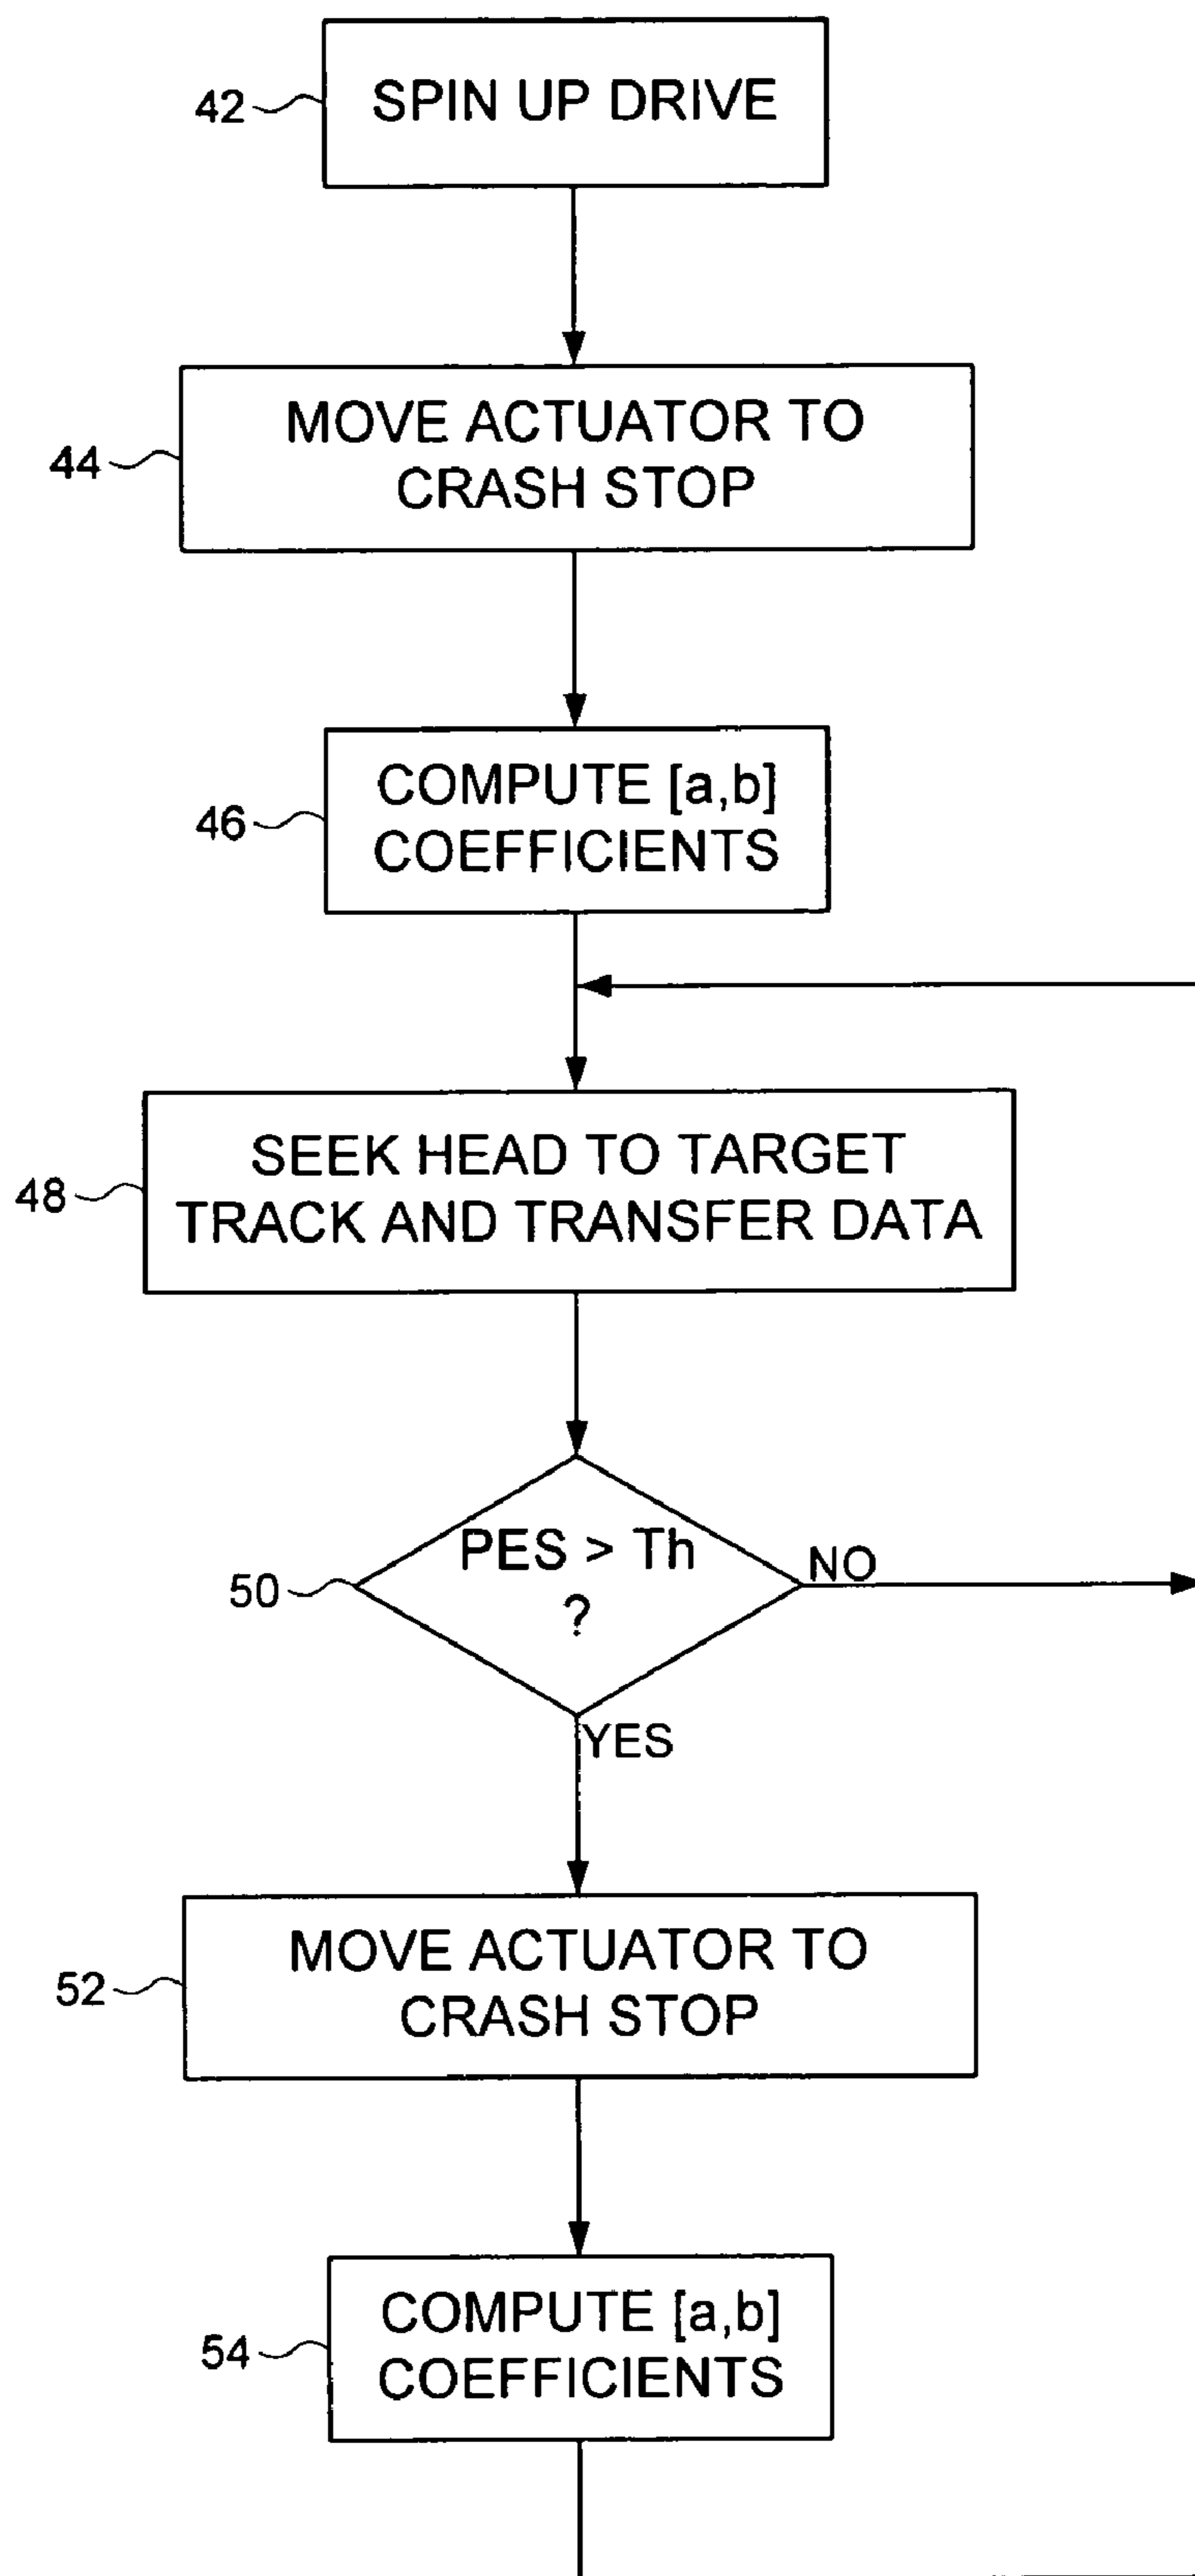 42
SPIN UP DRIVE
44
MOVE ACTUATOR TO
CRASH STOP
46
COMPUTE [a,b]
COEFFICIENTS
48
SEEK HEAD TO TARGET
TRACK AND TRANSFER DATA
50
PES > Th
?
NO
YES
52
MOVE ACTUATOR TO
CRASH STOP
54
COMPUTE [a,b]
COEFFICIENTS